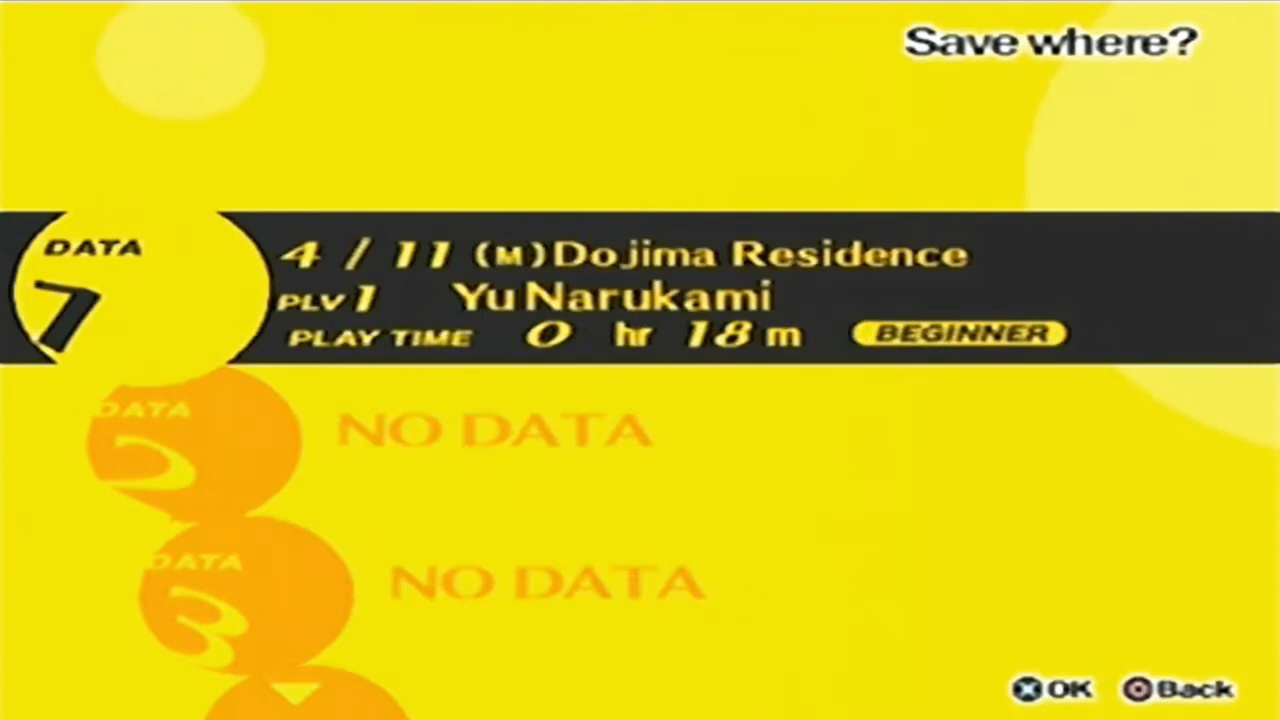 Save where?
DATA
1
4 / 11 (M) Dojima Residence
PLV 1 Yu Narukami
PLAY TIME 0 hr 18 m BEGINNER
DATA
2
NO DATA
DATA
3
NO DATA
OK Back